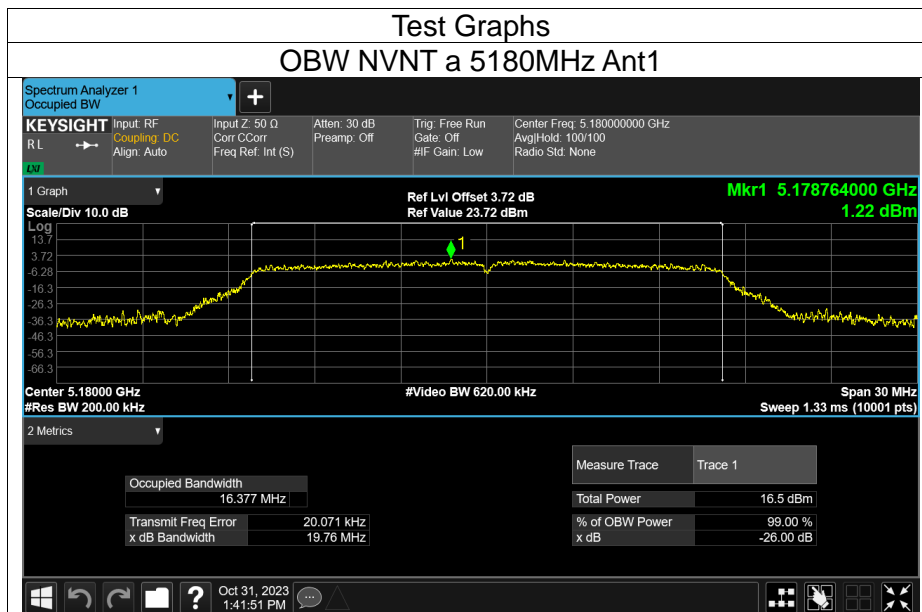 Test Graphs
OBW NVNT a 5180MHz Ant1
Spectrum Analyzer 1
Occupied BW
+
KEYSIGHT Input: RF Input Z: 50 Ω Atten: 30 dB Trig: Free Run Center Freq: 5.180000000 GHz
RL Coupling: DC Corr CCorr Preamp: Off Gate: Off Avg|Hold: 100/100
Align: Auto Freq Ref: Int (S) #IF Gain: Low Radio Std: None
LXI
1 Graph Ref Lvl Offset 3.72 dB Mkr1 5.178764000 GHz
Scale/Div 10.0 dB Ref Value 23.72 dBm 1.22 dBm
Log
13.7
1
3.72
-6.28
-16.3
-26.3
-36.3
-46.3
-56.3
-66.3
Center 5.18000 GHz #Video BW 620.00 kHz Span 30 MHz
#Res BW 200.00 kHz Sweep 1.33 ms (10001 pts)
2 Metrics
Measure Trace Trace 1
Occupied Bandwidth
16.377 MHz Total Power 16.5 dBm
Transmit Freq Error 20.071 kHz % of OBW Power 99.00 %
x dB Bandwidth 19.76 MHz x dB -26.00 dB
? Oct 31, 2023
1:41:51 PM